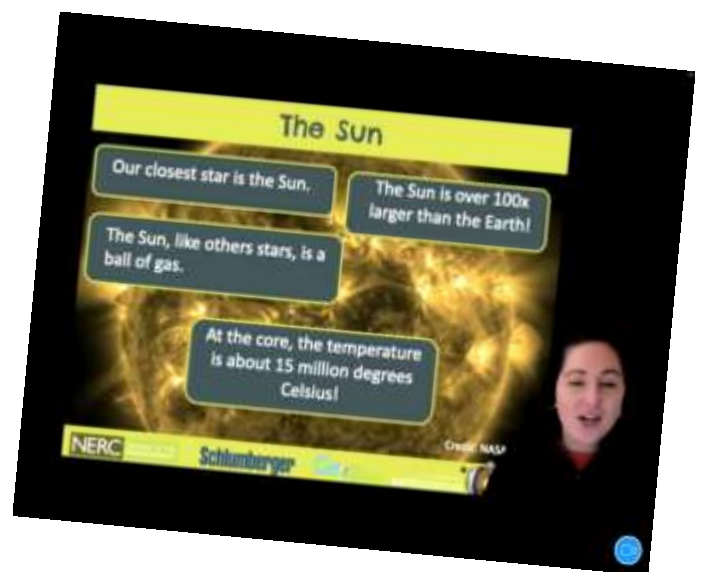 The Sun
Our closest star is the Sun.
The Sun is over 100x
larger than the Earth!
The Sun, like others stars, is a
ball of gas.
At the core, the temperature
is about 15 million degrees
Celsius!
Credit: NASA
NERC
Schlumberger